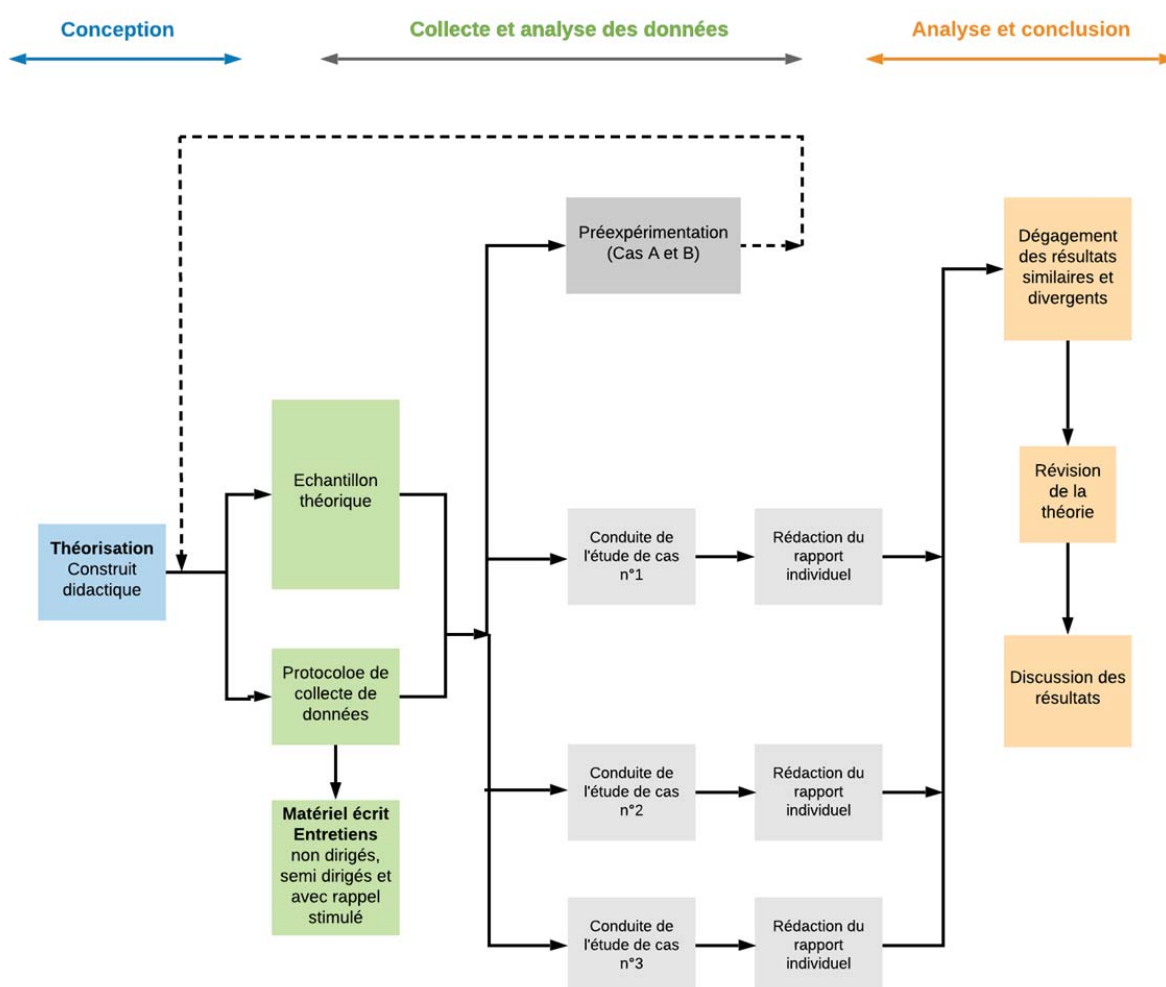 Conception
Collecte et analyse des données
Analyse et conclusion
Préexpérimentation
(Cas A et B)
Dégagement
des résultats
similaires et
divergents
Echantillon
théorique
Révision
de la
théorie
Théorisation
Construit
didactique
Conduite de
l'étude de cas
n°1
Rédaction du
rapport
individuel
Protocoloe de
collecte de
données
Discussion des
résultats
Matériel écrit
Entretiens
non dirigés,
semi dirigés et
avec rappel
stimulé
Conduite de
l'étude de cas
n°2
Rédaction du
rapport
individuel
Conduite de
l'étude de cas
n°3
Rédaction du
rapport
individuel